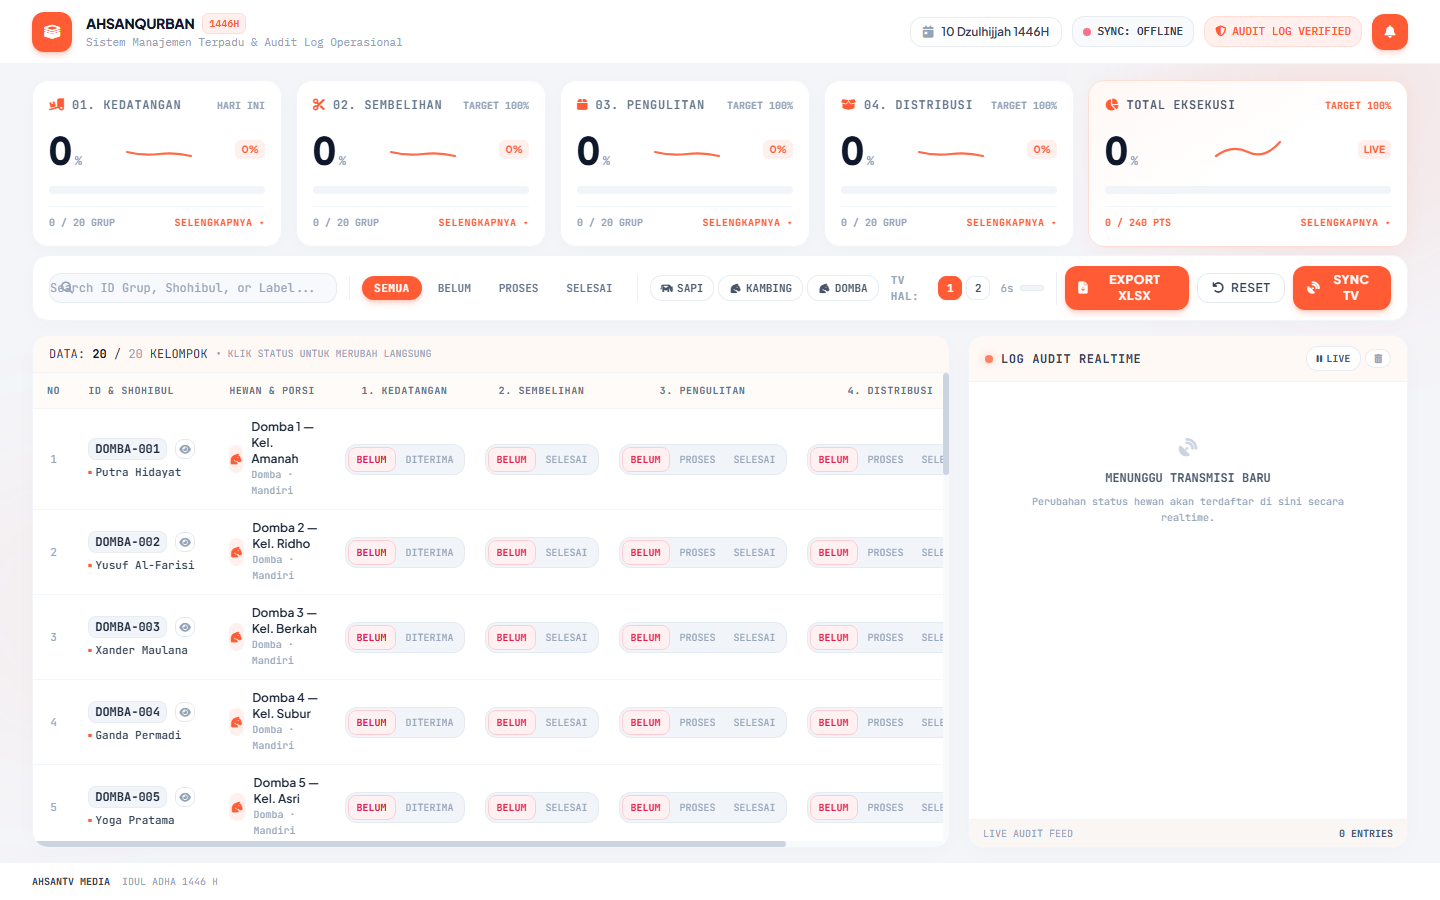 AHSANQURBAN 1446H
Sistem Manajemen Terpadu & Audit Log Operasional
10 Dzulhijjah 1446H
SYNC: OFFLINE
AUDIT LOG VERIFIED
01. KEDATANGAN HARI INI
0% 0%
0 / 20 GRUP SELENGKAPNYA
02. SEMBELIHAN TARGET 100%
0% 0%
0 / 20 GRUP SELENGKAPNYA
03. PENGULITAN TARGET 100%
0% 0%
0 / 20 GRUP SELENGKAPNYA
04. DISTRIBUSI TARGET 100%
0% 0%
0 / 20 GRUP SELENGKAPNYA
TOTAL EKSEKUSI TARGET 100%
0% LIVE
0 / 240 PTS SELENGKAPNYA
Search ID Grup, Shohibul, or Label...
SEMUA BELUM PROSES SELESAI
SAPI KAMBING DOMBA
TV
HAL:
1 2 6s
EXPORT
XLSX
RESET
SYNC
TV
DATA: 20 / 20 KELOMPOK • KLIK STATUS UNTUK MERUBAH LANGSUNG
NO ID & SHOHIBUL HEWAN & PORSI 1. KEDATANGAN 2. SEMBELIHAN 3. PENGULITAN 4. DISTRIBUSI
1
DOMBA-001
Putra Hidayat
Domba 1 —
Kel.
Amanah
Domba ·
Mandiri
BELUM DITERIMA BELUM SELESAI BELUM PROSES SELESAI BELUM PROSES SELE
2
DOMBA-002
Yusuf Al-Farisi
Domba 2 —
Kel. Ridho
Domba ·
Mandiri
BELUM DITERIMA BELUM SELESAI BELUM PROSES SELESAI BELUM PROSES SELE
3
DOMBA-003
Xander Maulana
Domba 3 —
Kel. Berkah
Domba ·
Mandiri
BELUM DITERIMA BELUM SELESAI BELUM PROSES SELESAI BELUM PROSES SELE
4
DOMBA-004
Ganda Permadi
Domba 4 —
Kel. Subur
Domba ·
Mandiri
BELUM DITERIMA BELUM SELESAI BELUM PROSES SELESAI BELUM PROSES SELE
5
DOMBA-005
Yoga Pratama
Domba 5 —
Kel. Asri
Domba ·
Mandiri
BELUM DITERIMA BELUM SELESAI BELUM PROSES SELESAI BELUM PROSES SELE
LOG AUDIT REALTIME
LIVE
MENUNGGU TRANSMISI BARU
Perubahan status hewan akan terdaftar di sini secara
realtime.
LIVE AUDIT FEED 0 ENTRIES
AHSANTV MEDIA IDUL ADHA 1446 H